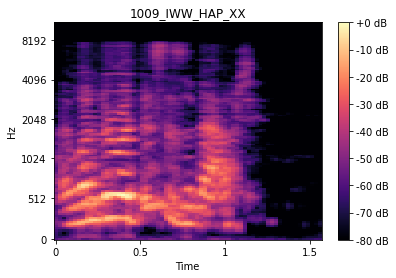 1009_IWW_HAP_XX
Hz
8192
4096
2048
1024
512
0
0
0.5
1
1.5
Time
+0 dB
-10 dB
-20 dB
-30 dB
-40 dB
-50 dB
-60 dB
-70 dB
-80 dB